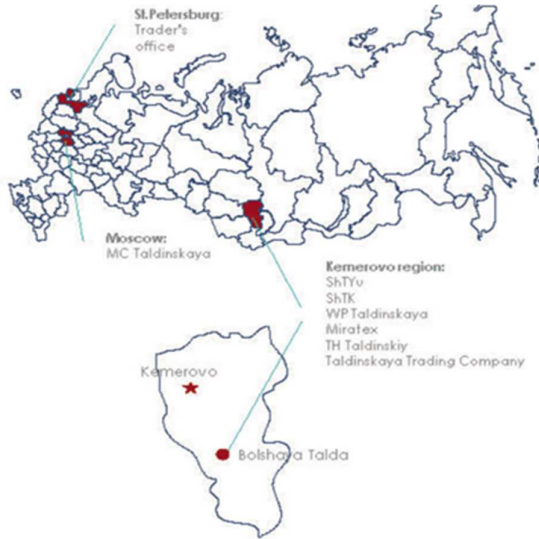 St.Petersburg:
Trader's
office
Moscow:
MC Taldinskaya
Kemerovo region:
ShTYu
ShTK
WP Taldinskaya
Miratex
TH Taldinskiy
Taldinskaya Trading Company
Kemerovo
Bolshaya Talda